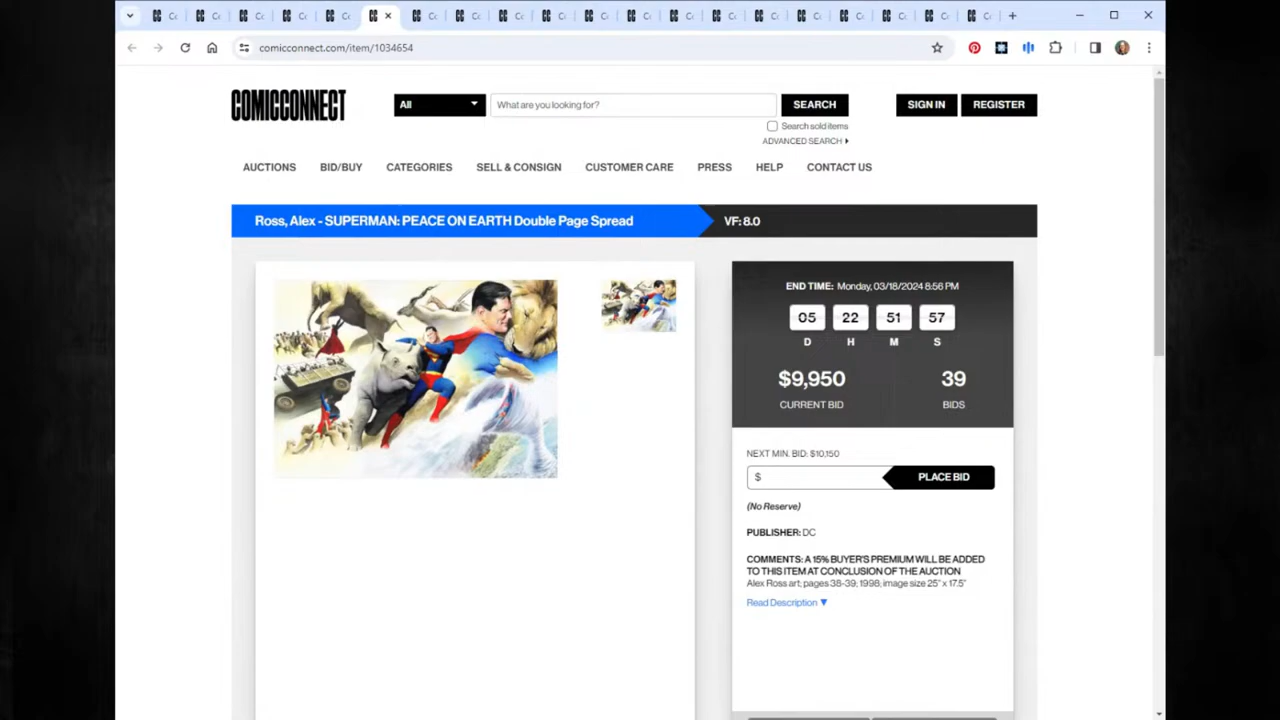 comicconnect.com/item/1034654
COMICCONNECT
All
What are you looking for?
SEARCH
SIGN IN
REGISTER
Search sold items
ADVANCED SEARCH
AUCTIONS
BID/BUY
CATEGORIES
SELL & CONSIGN
CUSTOMER CARE
PRESS
HELP
CONTACT US
Ross, Alex - SUPERMAN: PEACE ON EARTH Double Page Spread
VF: 8.0
END TIME: Monday, 03/18/2024 8:56 PM
05 22 51 57
D H M S
$9,950 39
CURRENT BID BIDS
NEXT MIN. BID: $10,150
$
PLACE BID
(No Reserve)
PUBLISHER: DC
COMMENTS: A 15% BUYER'S PREMIUM WILL BE ADDED
TO THIS ITEM AT CONCLUSION OF THE AUCTION
Alex Ross art; pages 38-39; 1998; image size 25" x 17.5"
Read Description ▼